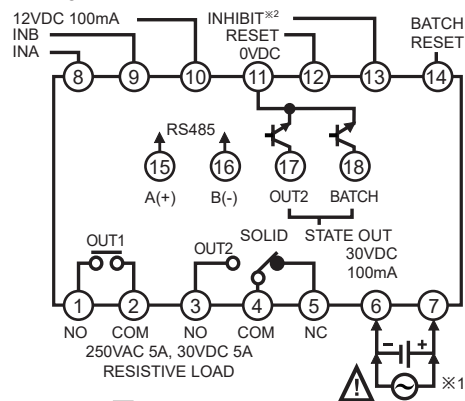 12VDC 100mA
INB
INA
INHIBIT※2
RESET
0VDC
BATCH
RESET
8
9
10
11
12
13
14
RS485
15
16
17
18
A(+)
B(-)
OUT2
BATCH
OUT1
OUT2
SOLID
STATE OUT
30VDC
100mA
1
2
3
4
5
6
7
NO
COM
NO
COM
NC
- +
250VAC 5A, 30VDC 5A
RESISTIVE LOAD
※1